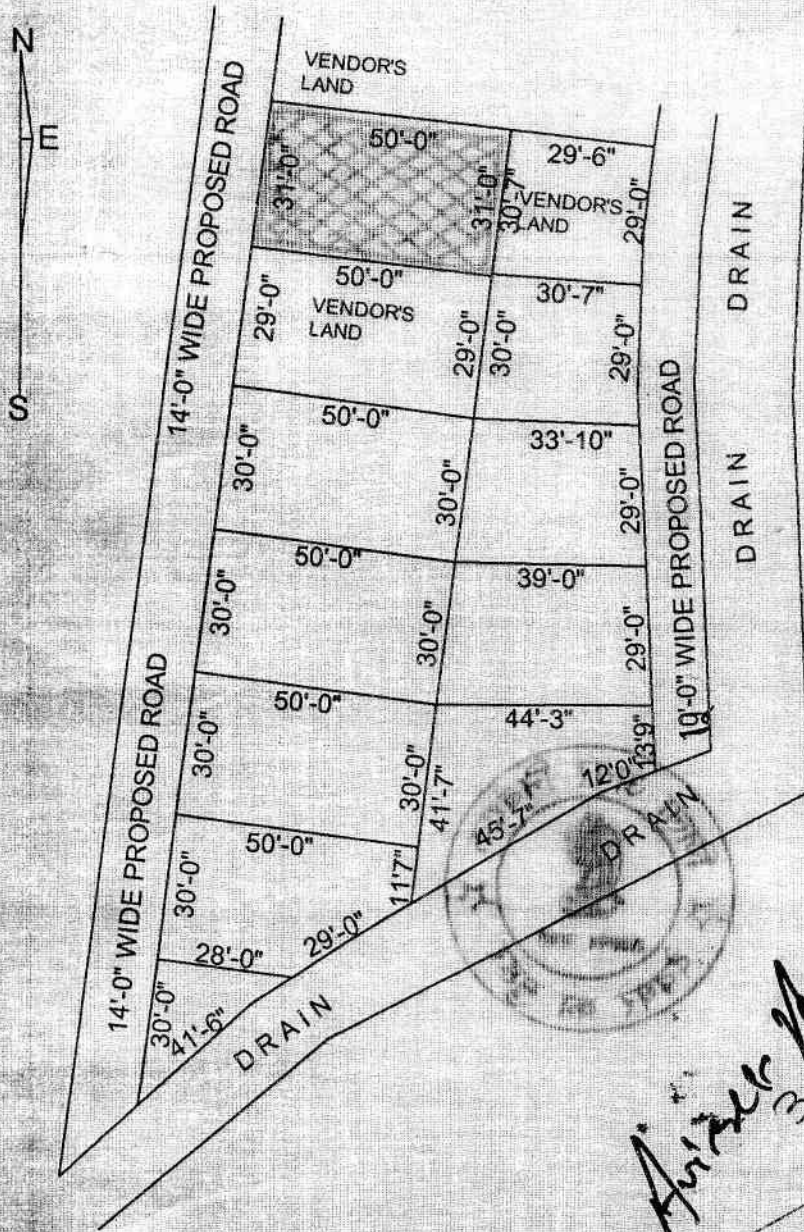 N
E
S
VENDOR'S
LAND
14'-0" WIDE PROPOSED ROAD
50'-0"
31'-0"
31'-0"
30'-7"
29'-6"
VENDOR'S
LAND
29'-0"
DRAIN
50'-0"
30'-7"
29'-0"
VENDOR'S
LAND
29'-0"
30'-0"
29'-0"
50'-0"
33'-10"
30'-0"
30'-0"
29'-0"
10'-0" WIDE PROPOSED ROAD
DRAIN
50'-0"
39'-0"
30'-0"
30'-0"
29'-0"
14'-0" WIDE PROPOSED ROAD
50'-0"
44'-3"
30'-0"
30'-0"
41'-7"
13'9"
12'0"
45'-7"
DRAIN
50'-0"
30'-0"
11'7"
29'-0"
28'-0"
30'-0"
41'-6"
DRAIN